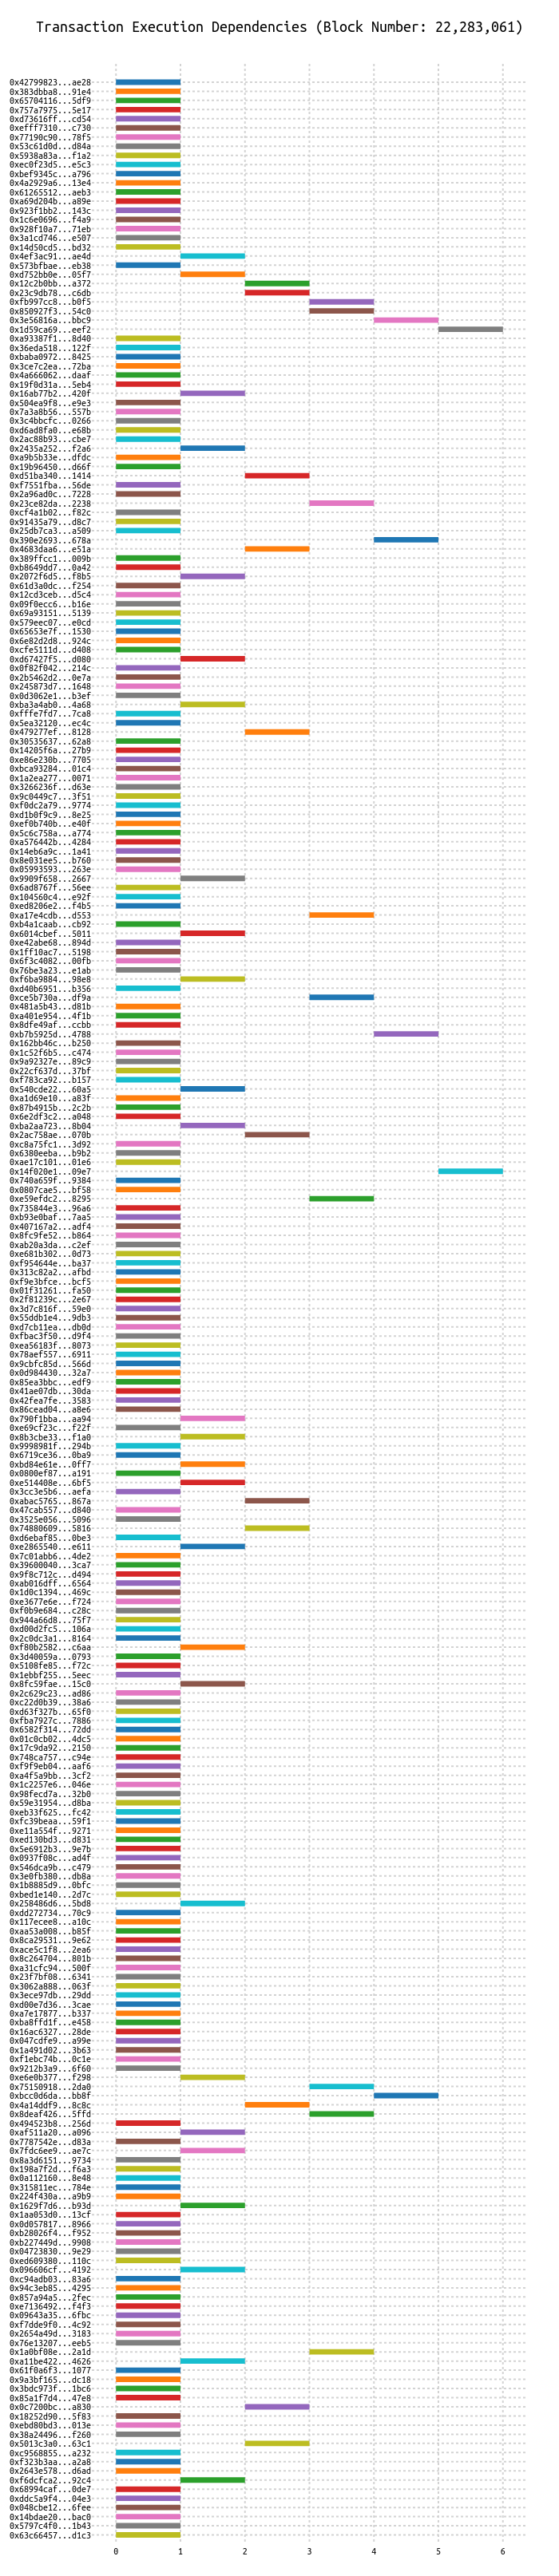 Transaction Execution Dependencies (Block Number: 22,283,061)
0x42799823...ae28
0x383dbba8...91e4
0x65704116...5df9
0x757a7975...5e17
0xd73616ff...cd54
0xefff7310...c730
0x77190c90...78f5
0x53c61d0d...d84a
0x5938a83a...f1a2
0xec0f23d5...e5c3
0xbef9345c...a796
0x4a2929a6...13e4
0x61265512...aeb3
0xa69d204b...a89e
0x923f1bb2...143c
0x1c6e0696...f4a9
0x928f10a7...71eb
0x3a1cd746...e507
0x14d50cd5...bd32
0x4ef3ac91...ae4d
0x573bfbae...eb38
0xd752bb0e...05f7
0x12c2b0bb...a372
0x23c9db78...c6db
0xfb997cc8...b0f5
0x850927f3...54c0
0x3e56816a...bbc9
0x1d59ca69...eef2
0xa93387f1...8d40
0x36eda518...122f
0xbaba0972...8425
0x3ce7c2ea...72ba
0x4a666062...daaf
0x19f0d31a...5eb4
0x16ab77b2...420f
0x504ea9f8...e9e3
0x7a3a8b56...557b
0x3c4bbcfc...0266
0xd6ad8fa0...e68b
0x2ac88b93...cbe7
0x2435a252...f2a6
0xa9b5b33e...dfdc
0x19b96450...d66f
0xd51ba340...1414
0xf7551fba...56de
0x2a96ad0c...7228
0x23ce82da...2238
0xcf4a1b02...f82c
0x91435a79...d8c7
0x25db7ca3...a509
0x390e2693...678a
0x4683daa6...e51a
0x389ffcc1...009b
0xb8649dd7...0a42
0x2072f6d5...f8b5
0x61d3a0dc...f254
0x12cd3ceb...d5c4
0x09f0ecc6...b16e
0x69a93151...5139
0x579eec07...e0cd
0x65653e7f...1530
0x6e82d2d8...924c
0xcfe5111d...d408
0xd67427f5...d080
0x0f82f042...214c
0x2b5462d2...0e7a
0x245873d7...1648
0x0d3062e1...b3ef
0xba3a4ab0...4a68
0xfffe7fd7...7ca8
0x5ea32120...ec4c
0x479277ef...8128
0x30535637...62a8
0x14205f6a...27b9
0xe86e230b...7705
0xbca93284...01c4
0x1a2ea277...0071
0x3266236f...d63e
0x9c0449c7...3f51
0xf0dc2a79...9774
0xd1b0f9c9...8e25
0xef0b740b...e40f
0x5c6c758a...a774
0xa576442b...4284
0x14eb6a9c...1a41
0x8e031ee5...b760
0x05993593...263e
0x9909f658...2667
0x6ad8767f...56ee
0x104560c4...e92f
0xed8206e2...f4b5
0xa17e4cdb...d553
0xb4a1caab...cb92
0x6014cbef...5011
0xe42abe68...894d
0x1ff10ac7...5198
0x6f3c4082...00fb
0x76be3a23...e1ab
0xf6ba9884...98e8
0xd40b6951...b356
0xce5b730a...df9a
0x481a5b43...d81b
0xa401e954...4f1b
0x8dfe49af...ccbb
0xb7b5925d...4788
0x162bb46c...b250
0x1c52f6b5...c474
0x9a92327e...89c9
0x22cf637d...37bf
0xf783ca92...b157
0x540cde22...60a5
0xa1d69e10...a83f
0x87b4915b...2c2b
0x6e2df3c2...a048
0xba2aa723...8b04
0x2ac758ae...070b
0xc8a75fc1...3d92
0x6380eeba...b9b2
0xae17c101...01e6
0x14f020e1...09e7
0x740a659f...9384
0x0807cae5...bf58
0xe59efdc2...8295
0x735844e3...96a6
0xb93e0baf...7aa5
0x407167a2...adf4
0x8fc9fe52...b864
0xab20a3da...c2ef
0xe681b302...0d73
0xf954644e...ba37
0x313c82a2...afbd
0xf9e3bfce...bcf5
0x01f31261...fa50
0x2f81239c...2e67
0x3d7c816f...59e0
0x55ddb1e4...9db3
0xd7cb11ea...db0d
0xfbac3f50...d9f4
0xea56183f...8073
0x78aef557...6911
0x9cbfc85d...566d
0x0d984430...32a7
0x85ea3bbc...edf9
0x41ae07db...30da
0x42fea7fe...3583
0x86cead04...a8e6
0x790f1bba...aa94
0xe69cf23c...f22f
0x8b3cbe33...f1a0
0x9998981f...294b
0x6719ce36...0ba9
0xbd84e61e...0ff7
0x0800ef87...a191
0xe514408e...6bf5
0x3cc3e5b6...aefa
0xabac5765...867a
0x47cab557...d840
0x3525e056...5096
0x74880609...5816
0xd6ebaf85...0be3
0xe2865540...e611
0x7c01abb6...4de2
0x39600040...3ca7
0x9f8c712c...d494
0xab016dff...6564
0x1d0c1394...469c
0xe3677e6e...f724
0xf0b9e684...c28c
0x944a66d8...75f7
0xd00d2fc5...106a
0x2c0dc3a1...8164
0xf80b2582...c6aa
0x3d40059a...0793
0x5108fe85...f72c
0x1ebbf255...5eec
0x8fc59fae...15c0
0x2c629c23...ad86
0xc22d0b39...38a6
0xd63f327b...65f0
0xfba7927c...7886
0x6582f314...72dd
0x01c0cb02...4dc5
0x17c9da92...2150
0x748ca757...c94e
0xf9f9eb04...aaf6
0xa4f5a9bb...3cf2
0x1c2257e6...046e
0x98fecd7a...32b0
0x59e31954...d8ba
0xeb33f625...fc42
0xfc39beaa...59f1
0xe11a554f...9271
0xed130bd3...d831
0x5e6912b3...9e7b
0x0937f08c...ad4f
0x546dca9b...c479
0x3e0fb380...db8a
0x1b8885d9...0bfc
0xbed1e140...2d7c
0x258486d6...5bd8
0xdd272734...70c9
0x117ecee8...a10c
0xaa53a008...b85f
0x8ca29531...9e62
0xace5c1f8...2ea6
0x8c264704...801b
0xa31cfc94...500f
0x23f7bf08...6341
0x3062a888...063f
0x3ece97db...29dd
0xd00e7d36...3cae
0xa7e17877...b337
0xba8ffd1f...e458
0x16ac6327...28de
0x047cdfe9...a99e
0x1a491d02...3b63
0xf1ebc74b...0c1e
0x9212b3a9...6f60
0xe6e0b377...f298
0x75150918...2da0
0xbcc0d6da...bb8f
0x4a14ddf9...8c8c
0x8deaf426...5ffd
0x494523b8...256d
0xaf511a20...a096
0x7787542e...d83a
0x7fdc6ee9...ae7c
0x8a3d6151...9734
0x198a7f2d...f6a3
0x0a112160...8e48
0x315811ec...784e
0x224f430a...a9b9
0x1629f7d6...b93d
0x1aa053d0...13cf
0x0d057817...8966
0xb28026f4...f952
0xb227449d...9908
0x04723830...9e29
0xed609380...110c
0x096606cf...4192
0xc94adb03...83a6
0x94c3eb85...4295
0x857a94a5...2fec
0xe7136492...f4f3
0x09643a35...6fbc
0xf7dde9f0...4c92
0x2654a49d...3183
0x76e13207...eeb5
0x1a0bf08e...2a1d
0xa11be422...4626
0x61f0a6f3...1077
0x9a3bf165...dc18
0x3bdc973f...1bc6
0x85a1f7d4...47e8
0x0c7200bc...a830
0x18252d90...5f83
0xebd80bd3...013e
0x38a24496...f260
0x5013c3a0...63c1
0xc9568855...a232
0xf323b3aa...a2a8
0x2643e578...d6ad
0xf6dcfca2...92c4
0x68994caf...0de7
0xddc5a9f4...04e3
0x048cbe12...6fee
0x14bdae20...bac0
0x5797c4f0...1b43
0x63c66457...d1c3
0 1 2 3 4 5 6